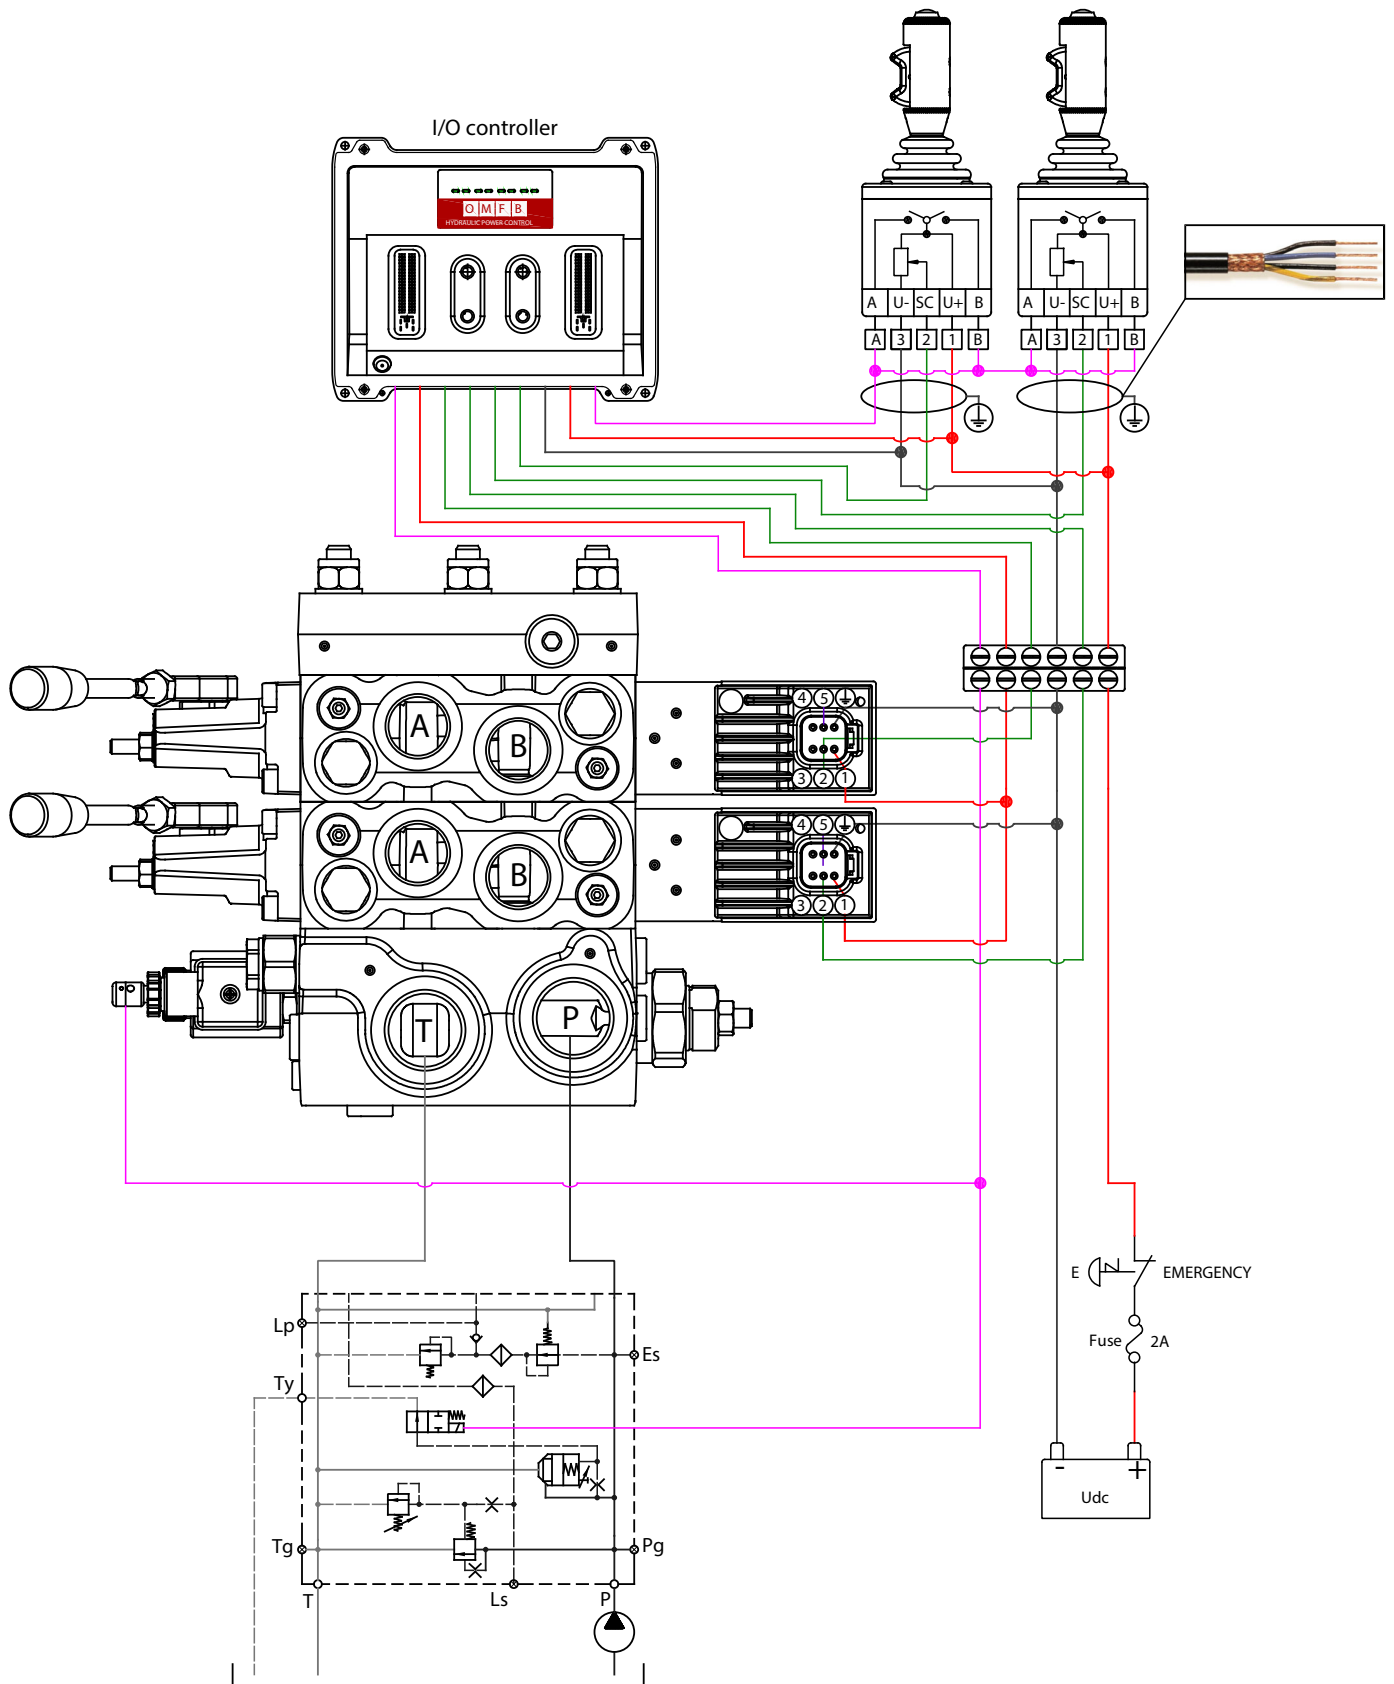 I/O controller
O M F B
HYDRAULIC POWER CONTROL
A U- SC U+ B
A U- SC U+ B
A 3 2 1 B
A 3 2 1 B
4 5
A
B
3 2 1
4 5
A
B
3 2 1
T
P
E
EMERGENCY
Fuse 2A
Lp
Es
Ty
- +
Udc
Tg
Pg
T
Ls
P